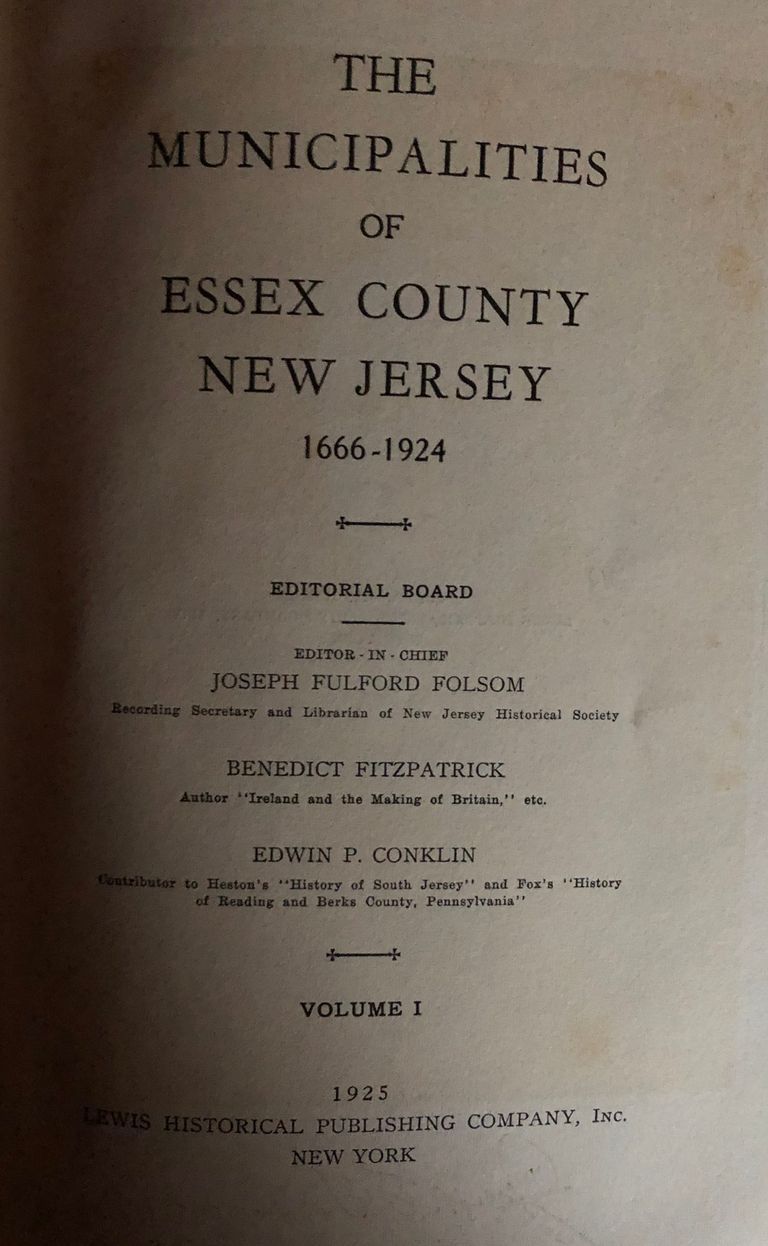 THE
MUNICIPALITIES
OF
ESSEX COUNTY
NEW JERSEY
1666-1924
EDITORIAL BOARD
EDITOR-IN-CHIEF
JOSEPH FULFORD FOLSOM
Recording Secretary and Librarian of New Jersey Historical Society
BENEDICT FITZPATRICK
Author "Ireland and the Making of Britain," etc.
EDWIN P. CONKLIN
Contributor to Heston's "History of South Jersey" and Fox's "History
of Reading and Berks County, Pennsylvania"
VOLUME I
1925
LEWIS HISTORICAL PUBLISHING COMPANY, INC.
NEW YORK